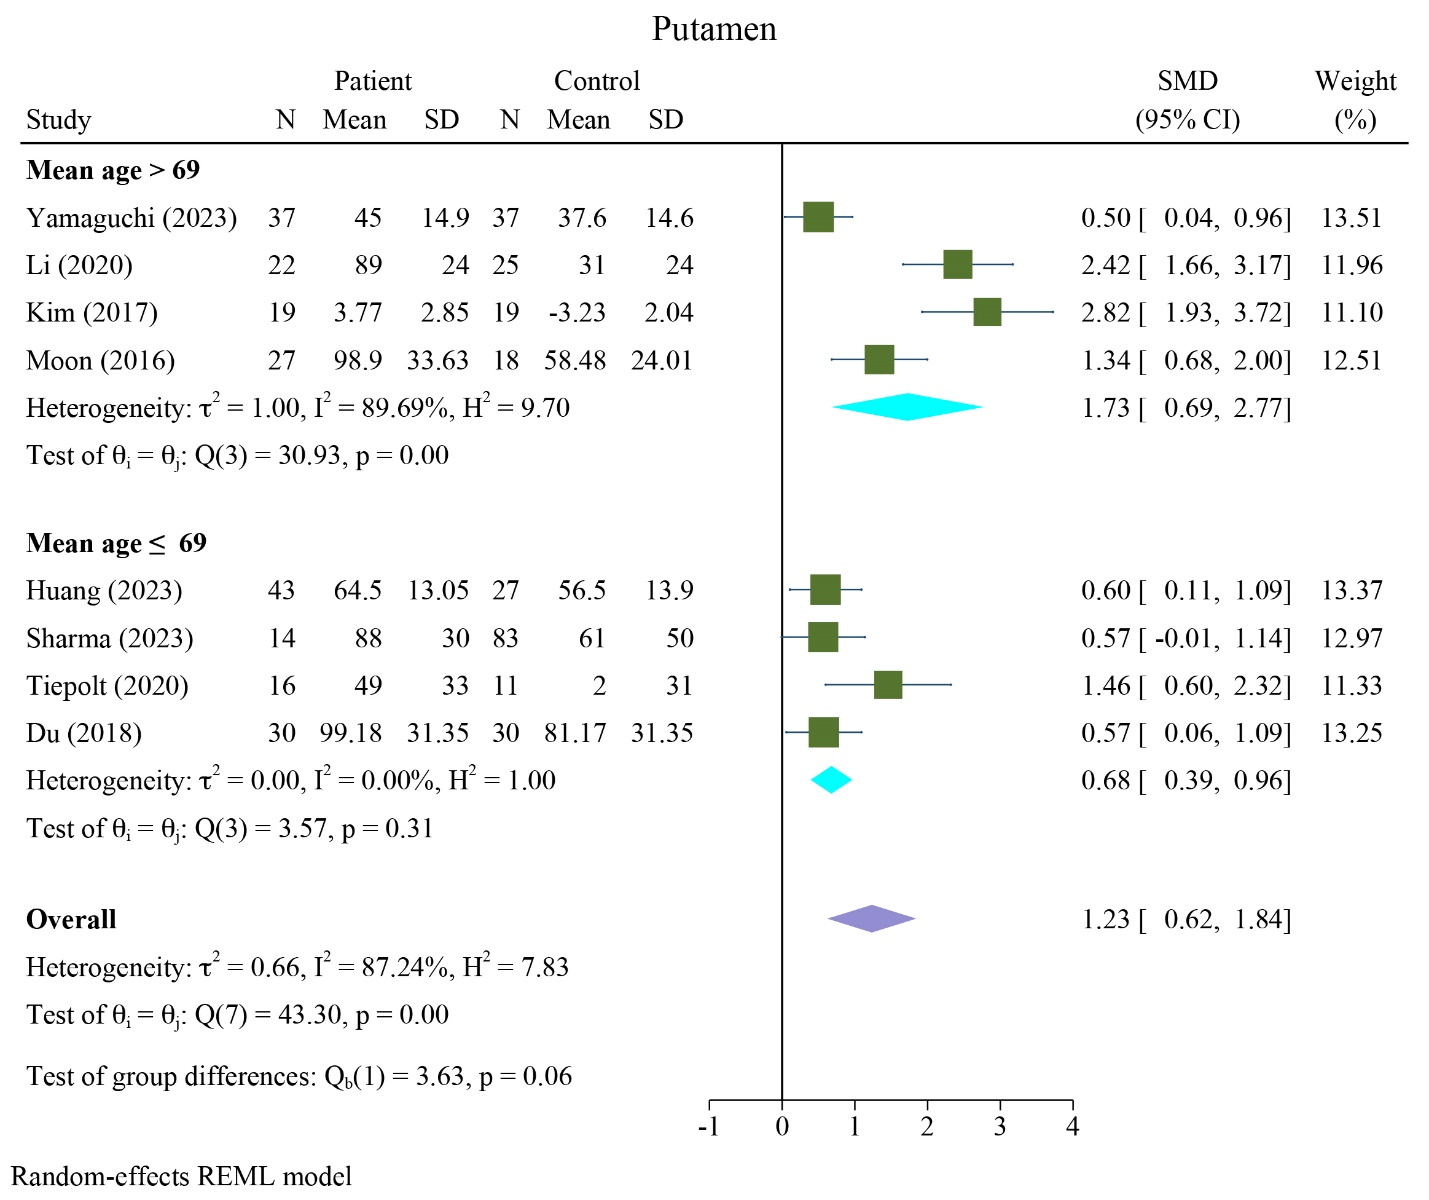 Putamen
Patient Control SMD Weight
Study N Mean SD N Mean SD (95% CI) (%)
Mean age > 69
Yamaguchi (2023) 37 45 14.9 37 37.6 14.6 0.50 [ 0.04, 0.96] 13.51
Li (2020) 22 89 24 25 31 24 2.42 [ 1.66, 3.17] 11.96
Kim (2017) 19 3.77 2.85 19 -3.23 2.04 2.82 [ 1.93, 3.72] 11.10
Moon (2016) 27 98.9 33.63 18 58.48 24.01 1.34 [ 0.68, 2.00] 12.51
Heterogeneity: τ² = 1.00, I² = 89.69%, H² = 9.70 1.73 [ 0.69, 2.77]
Test of θᵢ = θⱼ: Q(3) = 30.93, p = 0.00
Mean age ≤ 69
Huang (2023) 43 64.5 13.05 27 56.5 13.9 0.60 [ 0.11, 1.09] 13.37
Sharma (2023) 14 88 30 83 61 50 0.57 [ -0.01, 1.14] 12.97
Tiepolt (2020) 16 49 33 11 2 31 1.46 [ 0.60, 2.32] 11.33
Du (2018) 30 99.18 31.35 30 81.17 31.35 0.57 [ 0.06, 1.09] 13.25
Heterogeneity: τ² = 0.00, I² = 0.00%, H² = 1.00 0.68 [ 0.39, 0.96]
Test of θᵢ = θⱼ: Q(3) = 3.57, p = 0.31
Overall 1.23 [ 0.62, 1.84]
Heterogeneity: τ² = 0.66, I² = 87.24%, H² = 7.83
Test of θᵢ = θⱼ: Q(7) = 43.30, p = 0.00
Test of group differences: Q_b(1) = 3.63, p = 0.06
-1 0 1 2 3 4
Random-effects REML model